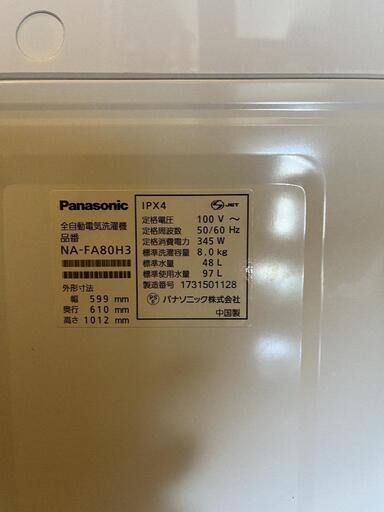 Panasonic
全自動電気洗濯機
品番
NA-FA80H3
外形寸法
幅 599 mm
奥行 610 mm
高さ 1012 mm
IPX4
S JET
定格電圧 100 V ～
定格周波数 50/60 Hz
定格消費電力 345 W
標準洗濯容量 8.0 kg
標準水量 48 L
標準使用水量 97 L
製造番号 1731501128
パナソニック株式会社
中国製